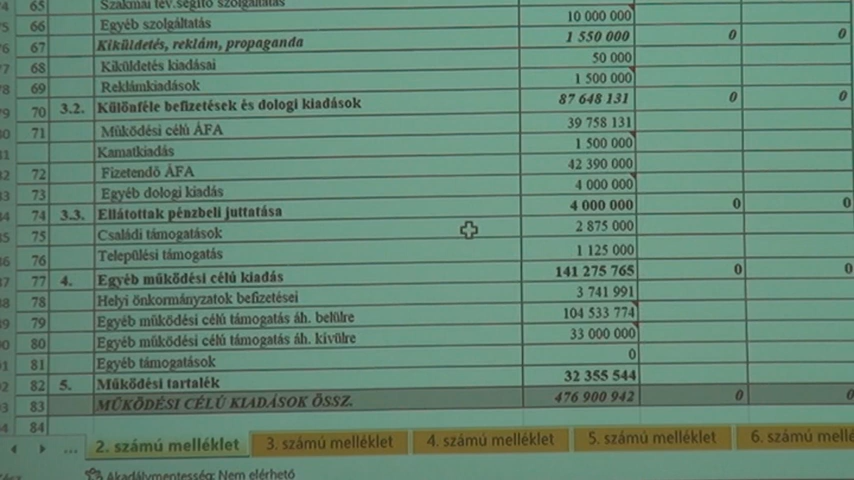 65 Szakmai tev.segítő szolgáltatás
66 Egyéb szolgáltatás 10 000 000
67 Kiküldetés, reklám, propaganda 1 550 000 0 0
68 Kiküldetés kiadásai 50 000
69 Reklámkiadások 1 500 000
70 3.2. Különféle befizetések és dologi kiadások 87 648 131 0 0
71 Működési célú ÁFA 39 758 131
Kamatkiadás 1 500 000
72 Fizetendő ÁFA 42 390 000
73 Egyéb dologi kiadás 4 000 000
74 3.3. Ellátottak pénzbeli juttatása 4 000 000 0 0
75 Családi támogatások 2 875 000
76 Települési támogatás 1 125 000
77 4. Egyéb működési célú kiadás 141 275 765 0 0
78 Helyi önkormányzatok befizetései 3 741 991
79 Egyéb működési célú támogatás áh. belülre 104 533 774
80 Egyéb működési célú támogatás áh. kívülre 33 000 000
81 Egyéb támogatások 0
82 5. Működési tartalék 32 355 544
83 MŰKÖDÉSI CÉLÚ KIADÁSOK ÖSSZ. 476 900 942 0 0
84
... 2. számú melléklet 3. számú melléklet 4. számú melléklet 5. számú melléklet 6. számú mellé
Akadálymentesség: Nem elérhető